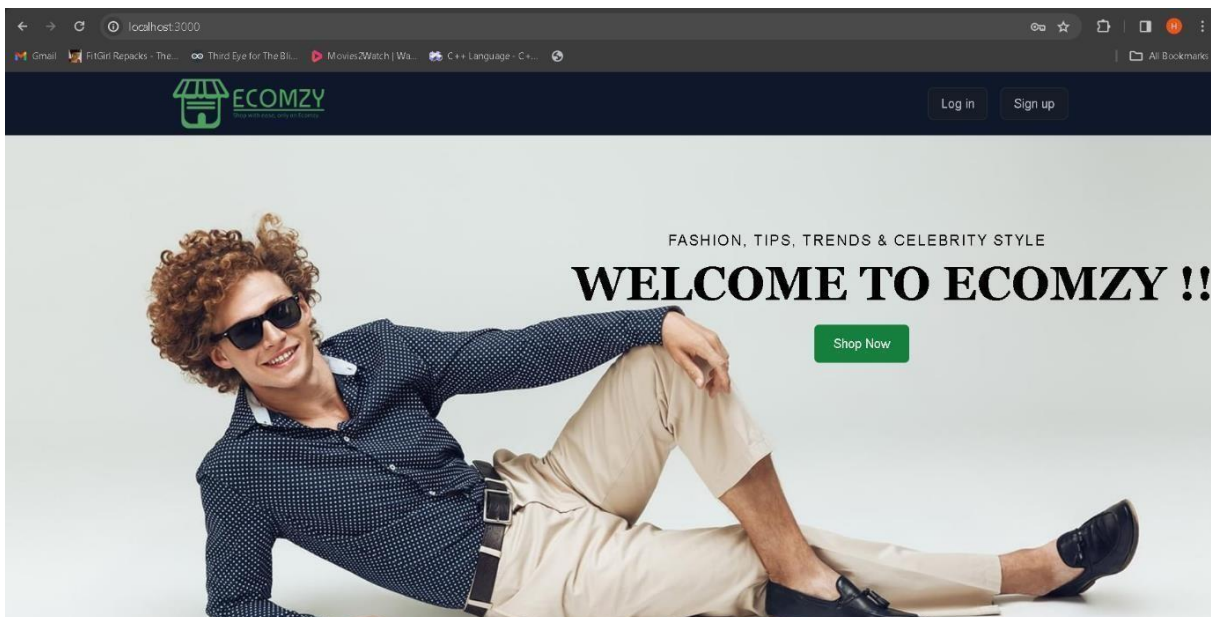 localhost:3000
Gmail FitGirl Repacks - The... Third Eye for The Bli... Movies2Watch | Wa... C++ Language - C+... All Bookmarks
ECOMZY Log in Sign up
FASHION, TIPS, TRENDS & CELEBRITY STYLE
WELCOME TO ECOMZY !!
Shop Now